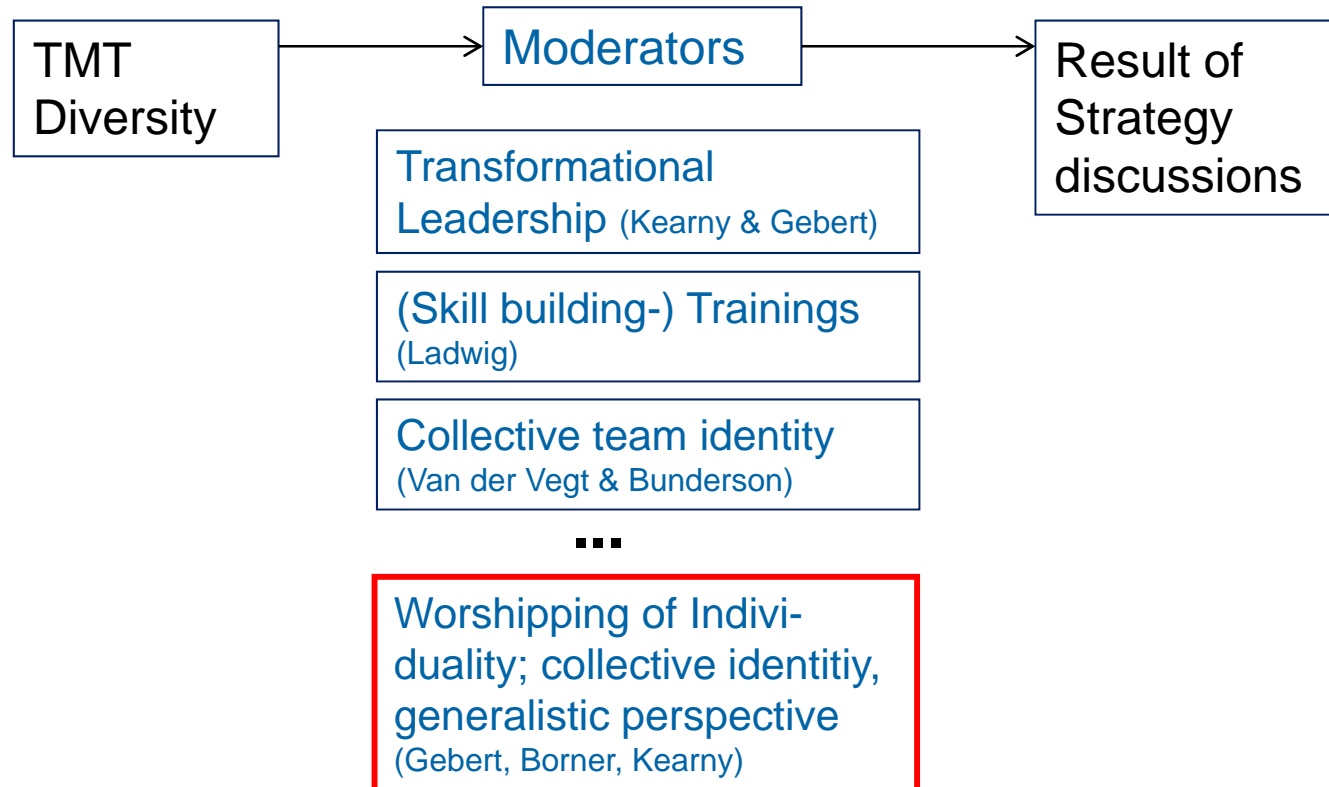 TMT
Diversity
Moderators
Result of
Strategy
discussions
Transformational
Leadership (Kearny & Gebert)
(Skill building-) Trainings
(Ladwig)
Collective team identity
(Van der Vegt & Bunderson)
...
Worshipping of Indivi-
duality; collective identitiy,
generalistic perspective
(Gebert, Borner, Kearny)